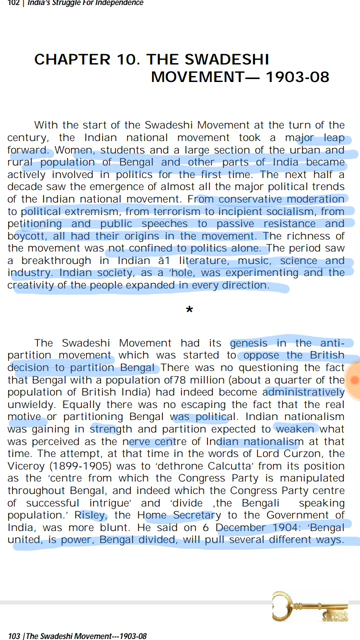 102 | India's Struggle For Independence
CHAPTER 10. THE SWADESHI
MOVEMENT— 1903-08
With the start of the Swadeshi Movement at the turn of the
century, the Indian national movement took a major leap
forward. Women, students and a large section of the urban and
rural population of Bengal and other parts of India became
actively involved in politics for the first time. The next half a
decade saw the emergence of almost all the major political trends
of the Indian national movement. From conservative moderation
to political extremism, from terrorism to incipient socialism, from
petitioning and public speeches to passive resistance and
boycott, all had their origins in the movement. The richness of
the movement was not confined to politics alone. The period saw
a breakthrough in Indian â1 literature, music, science and
industry. Indian society, as a 'hole, was experimenting and the
creativity of the people expanded in every direction.
*
The Swadeshi Movement had its genesis in the anti-
partition movement which was started to oppose the British
decision to partition Bengal There was no questioning the fact
that Bengal with a population of78 million (about a quarter of the
population of British India) had indeed become administratively
unwieldy. Equally there was no escaping the fact that the real
motive or partitioning Bengal was political. Indian nationalism
was gaining in strength and partition expected to weaken what
was perceived as the nerve centre of Indian nationalism at that
time. The attempt, at that time in the words of Lord Curzon, the
Viceroy (1899-1905) was to 'dethrone Calcutta' from its position
as the 'centre from which the Congress Party is manipulated
throughout Bengal, and indeed which the Congress Party centre
of successful intrigue' and 'divide ,the Bengali speaking
population.' Risley, the Home Secretary to the Government of
India, was more blunt. He said on 6 December 1904: 'Bengal
united, is power, Bengal divided, will pull several different ways.
103 |The Swadeshi Movement---1903-08